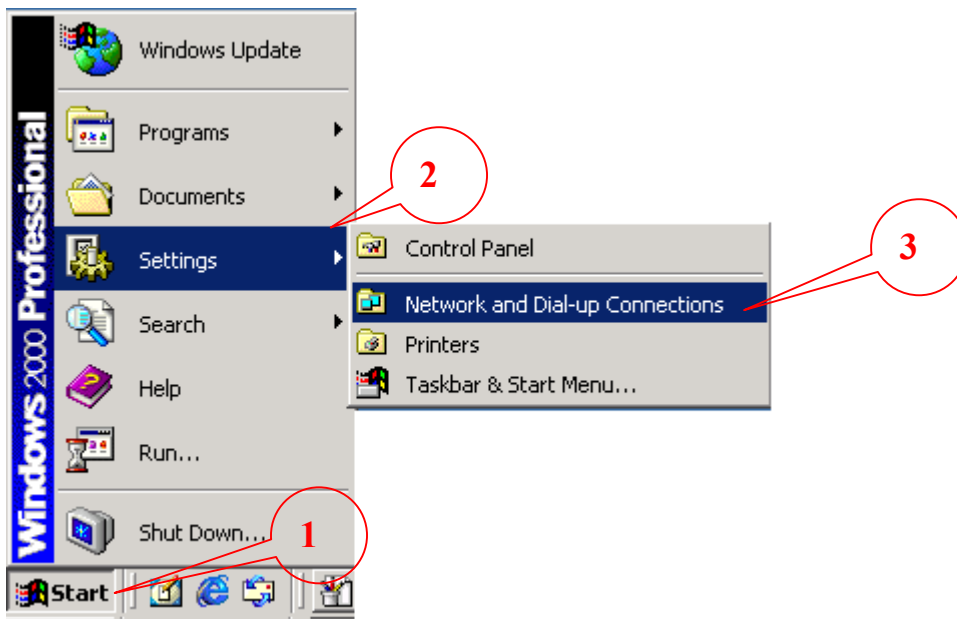 Windows 2000 Professional
Windows Update
Programs
Documents
2
Settings
Control Panel
3
Network and Dial-up Connections
Search
Printers
Help
Taskbar & Start Menu...
Run...
Shut Down...
1
Start